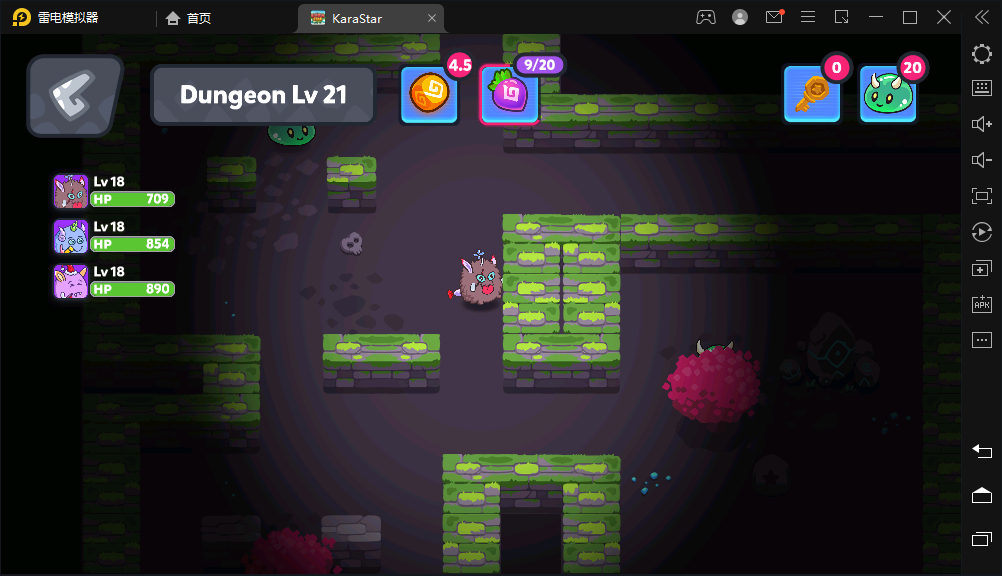 雷电模拟器
首页
KaraStar
Dungeon Lv 21
4.5
9/20
0
20
Lv 18
HP 709
Lv 18
HP 854
Lv 18
HP 890
APK